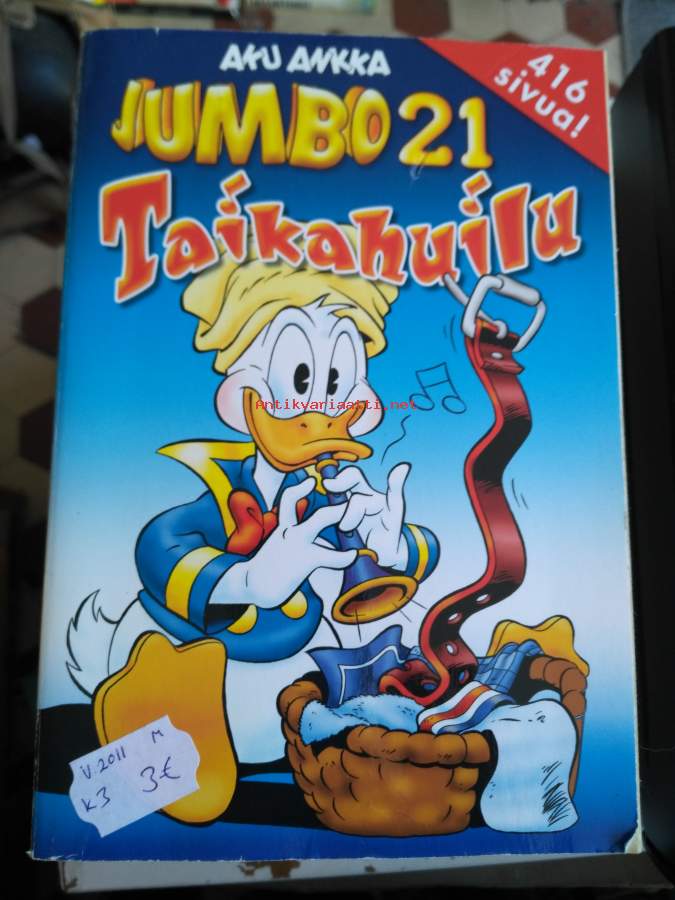 AKU ANKKA
416
sivua!
JUMBO 21
Taikahuilu
Antikvariaatti.net
V. 2011 M
K3 3€